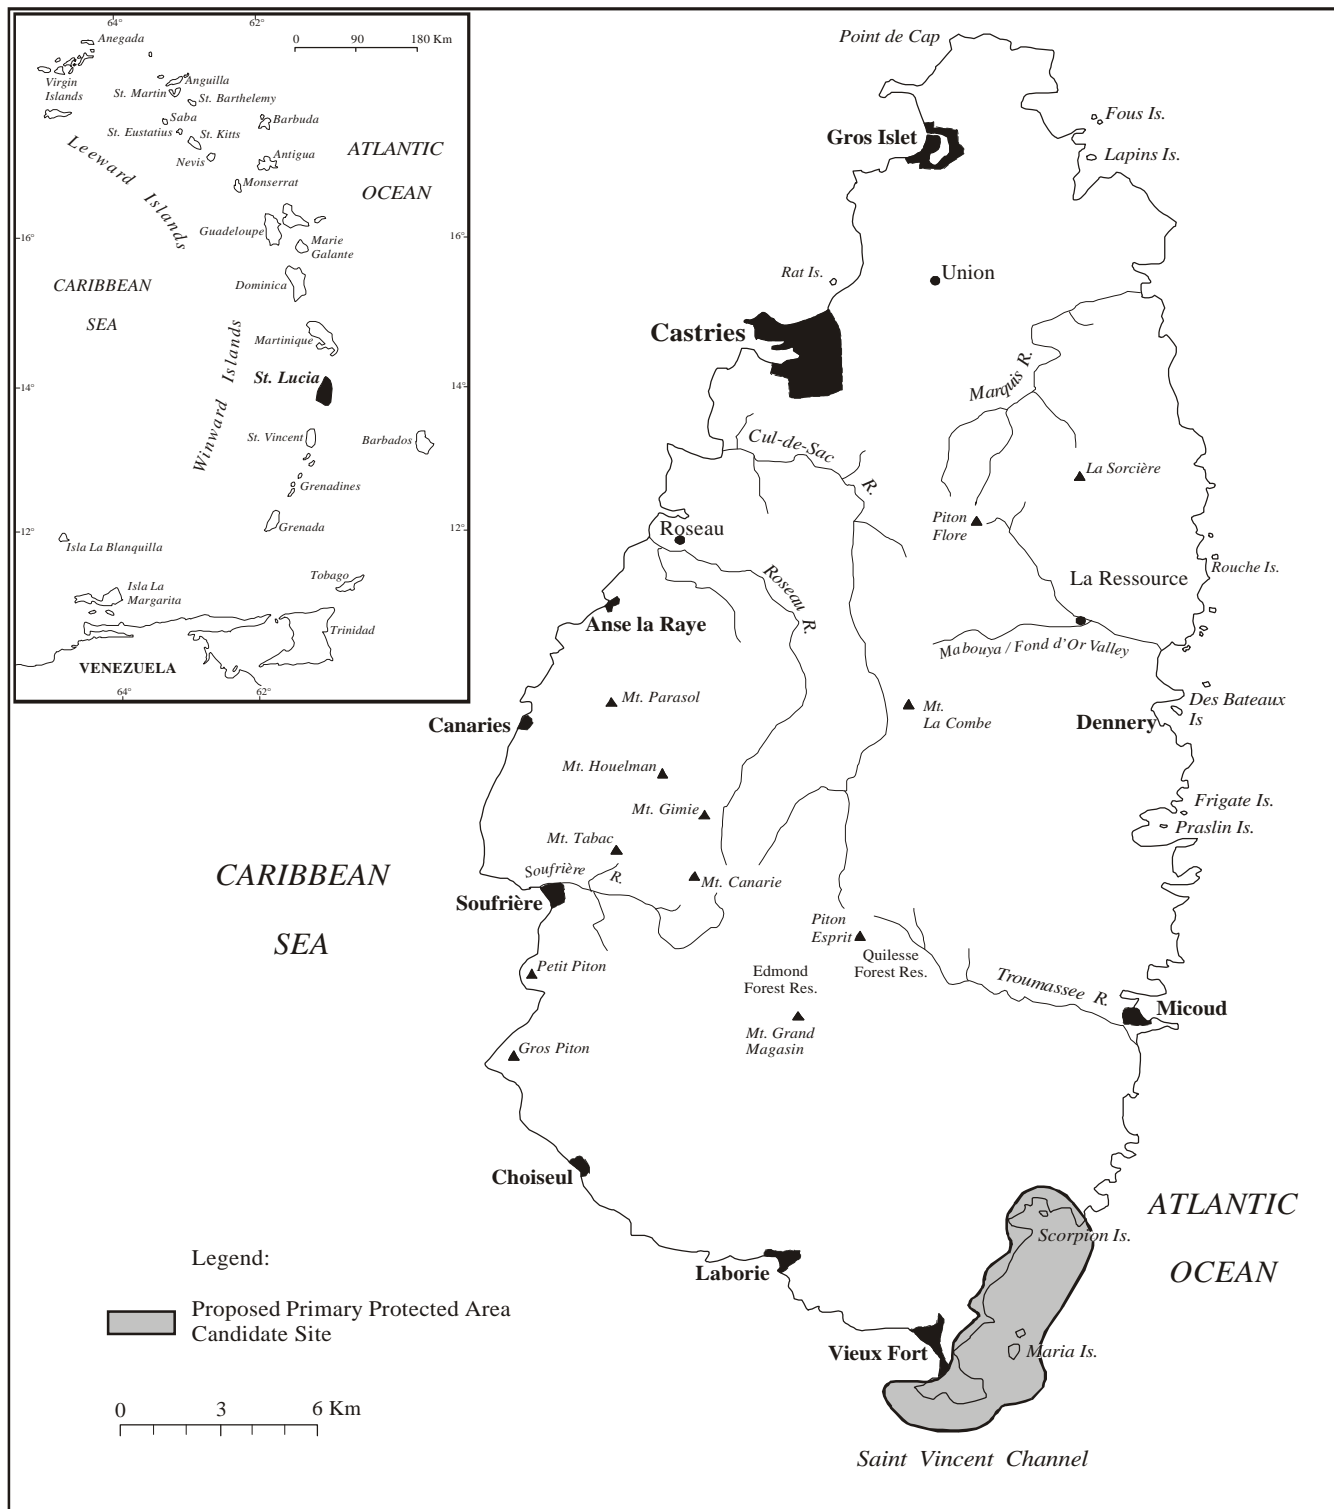 64°
62°
0 90 180 Km
Anegada
Virgin
Islands
Anguilla
St. Martin
St. Barthelemy
Saba
Barbuda
St. Eustatius
St. Kitts
Nevis
Antigua
Monserrat
ATLANTIC
OCEAN
Leeward Islands
Guadeloupe
Marie
Galante
16°
16°
CARIBBEAN
SEA
Dominica
Martinique
Winward Islands
St. Lucia
14°
14°
St. Vincent
Barbados
Grenadines
Grenada
12°
12°
Isla La Blanquilla
Isla La
Margarita
Tobago
Trinidad
VENEZUELA
64°
62°
Point de Cap
Gros Islet
Fous Is.
Lapins Is.
Rat Is.
Union
Castries
Marquis R.
Cul-de-Sac
R.
La Sorcière
Piton
Flore
Roseau
Roseau R.
La Ressource
Rouche Is.
Anse la Raye
Mabouya / Fond d'Or Valley
Mt. Parasol
Canaries
Mt.
La Combe
Dennery
Des Bateaux
Is
Mt. Houelman
Mt. Gimie
Frigate Is.
Praslin Is.
Mt. Tabac
CARIBBEAN
SEA
Soufrière
R.
Mt. Canarie
Soufrière
Piton
Esprit
Quilesse
Forest Res.
Edmond
Forest Res.
Petit Piton
Troumassee R.
Micoud
Mt. Grand
Magasin
Gros Piton
Choiseul
ATLANTIC
OCEAN
Scorpion Is.
Laborie
Legend:
Proposed Primary Protected Area
Candidate Site
Vieux Fort
Maria Is.
0 3 6 Km
Saint Vincent Channel